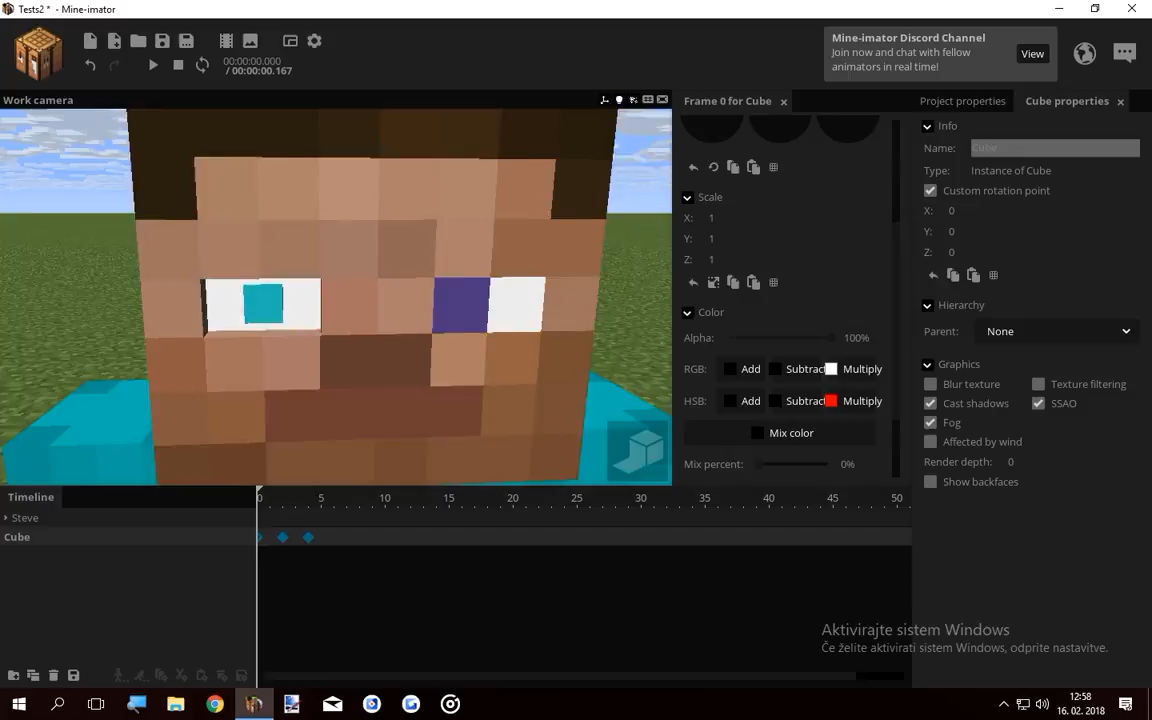 Tests2 * - Mine-imator
00:00:00.000
/ 00:00:00.167
Mine-imator Discord Channel
Join now and chat with fellow
animators in real time!
View
Work camera
Frame 0 for Cube
Scale
X: 1
Y: 1
Z: 1
Color
Alpha: 100%
RGB: Add Subtract Multiply
HSB: Add Subtract Multiply
Mix color
Mix percent: 0%
Project properties
Cube properties
Info
Name: Cube
Type: Instance of Cube
Custom rotation point
X: 0
Y: 0
Z: 0
Hierarchy
Parent: None
Graphics
Blur texture Texture filtering
Cast shadows SSAO
Fog
Affected by wind
Render depth: 0
Show backfaces
Timeline
0 5 10 15 20 25 30 35 40 45 50
Steve
Cube
Aktivirajte sistem Windows
Če želite aktivirati sistem Windows, odprite nastavitve.
12:58
16. 02. 2018